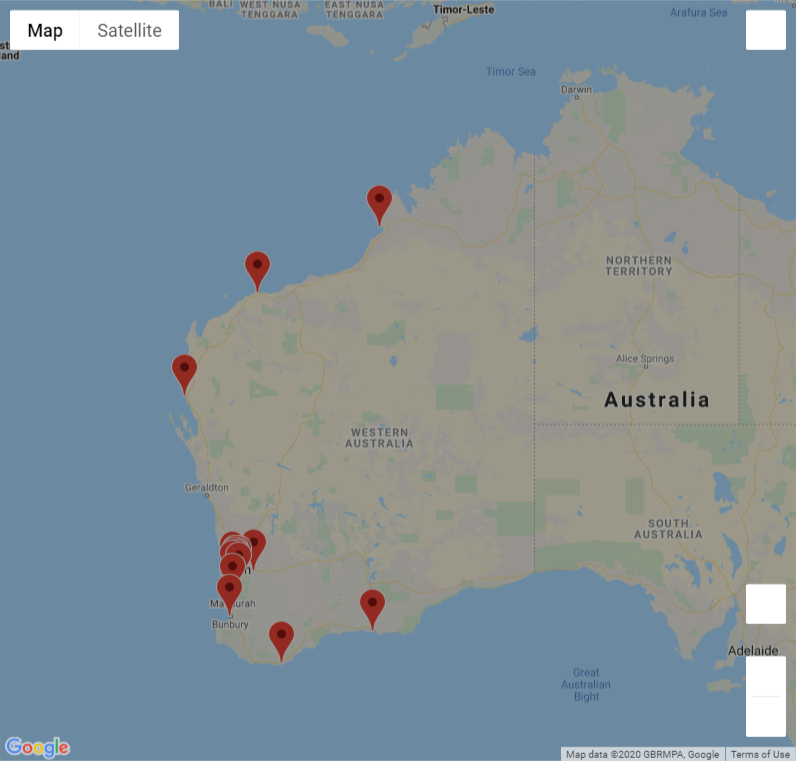 BALI
WEST NUSA
TENGGARA
EAST NUSA
TENGGARA
Timor-Leste
Arafura Sea
Map
Satellite
and
Timor Sea
Darwin
NORTHERN
TERRITORY
Alice Springs
Australia
WESTERN
AUSTRALIA
Geraldton
SOUTH
AUSTRALIA
Bunbury
Adelaide
Great
Australian
Bight
Google
Map data ©2020 GBRMPA, Google
Terms of Use